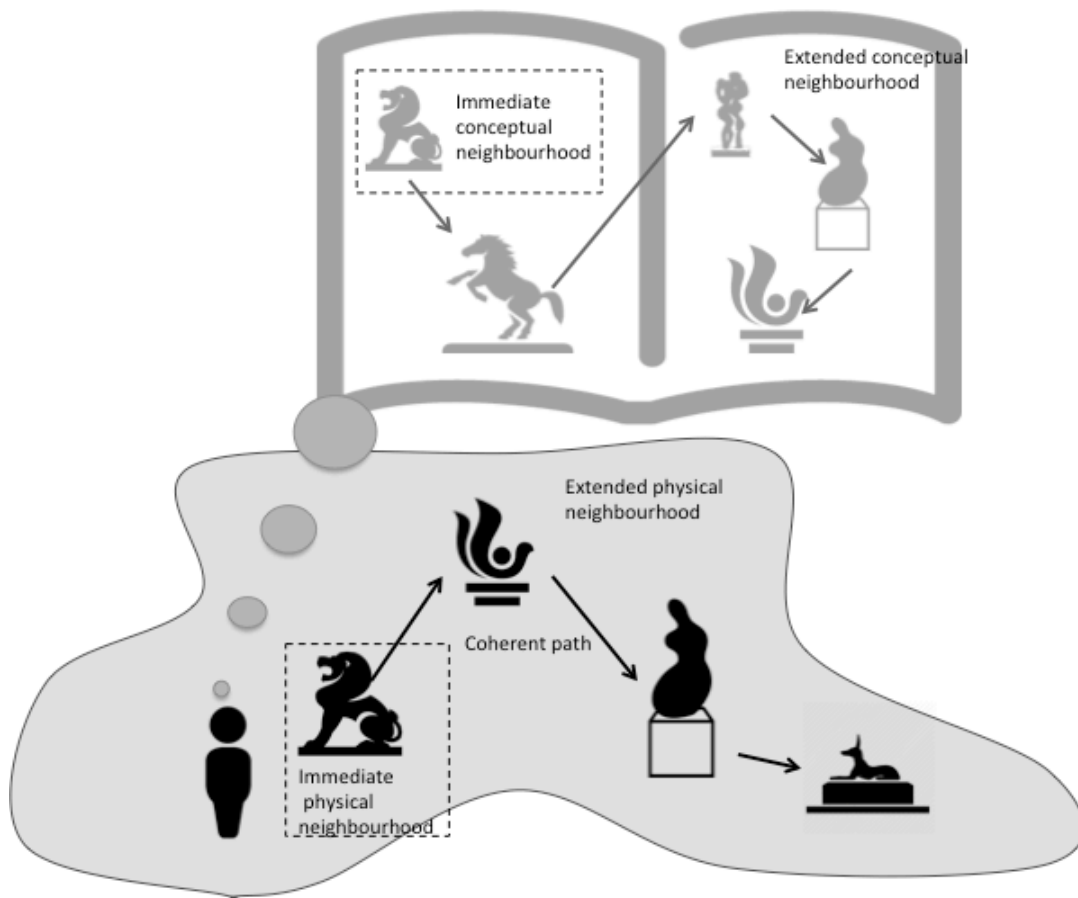 Immediate
conceptual
neighbourhood
Extended conceptual
neighbourhood
Extended physical
neighbourhood
Coherent path
Immediate
physical
neighbourhood